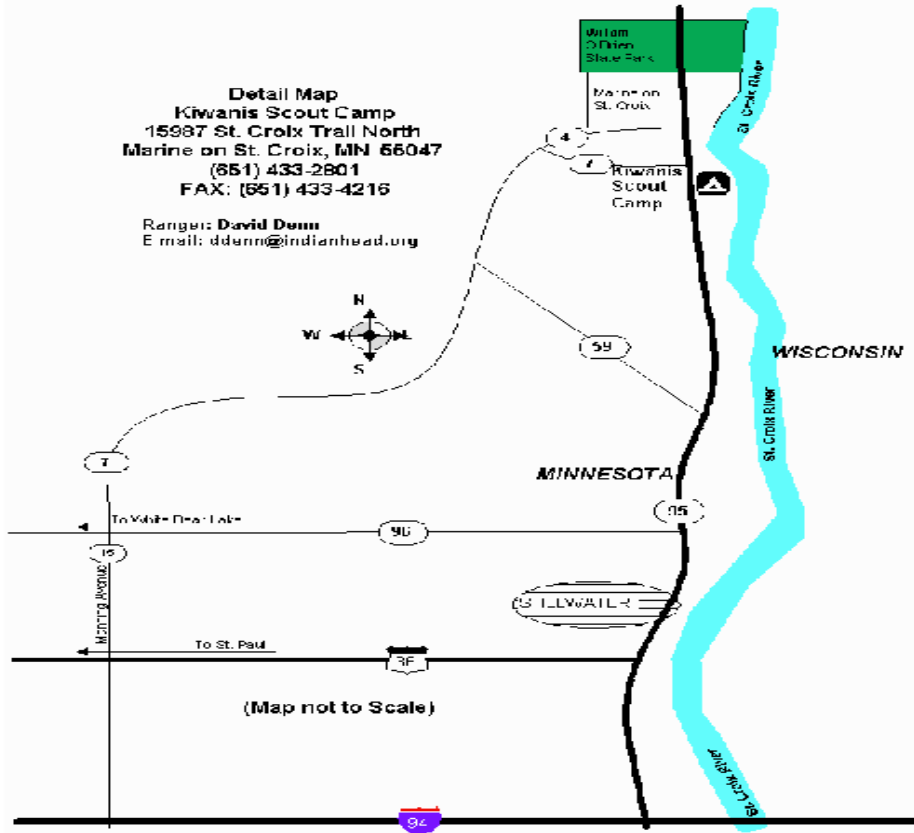 William
O'Brien
State Park
Detail Map
Kiwanis Scout Camp
15987 St. Croix Trail North
Marine on St. Croix, MN 55047
(651) 433-2801
FAX: (651) 433-4216
Marine on
St. Croix
St. Croix River
4
7
Kiwanis
Scout
Camp
Ranger: David Denn
E mail: ddenn@indianhead.org
N
W
E
S
59
WISCONSIN
St. Croix River
7
MINNESOTA
95
To White Bear Lake
96
15
Manning Avenue
STILLWATER
To St. Paul
36
(Map not to Scale)
St. Croix River
94